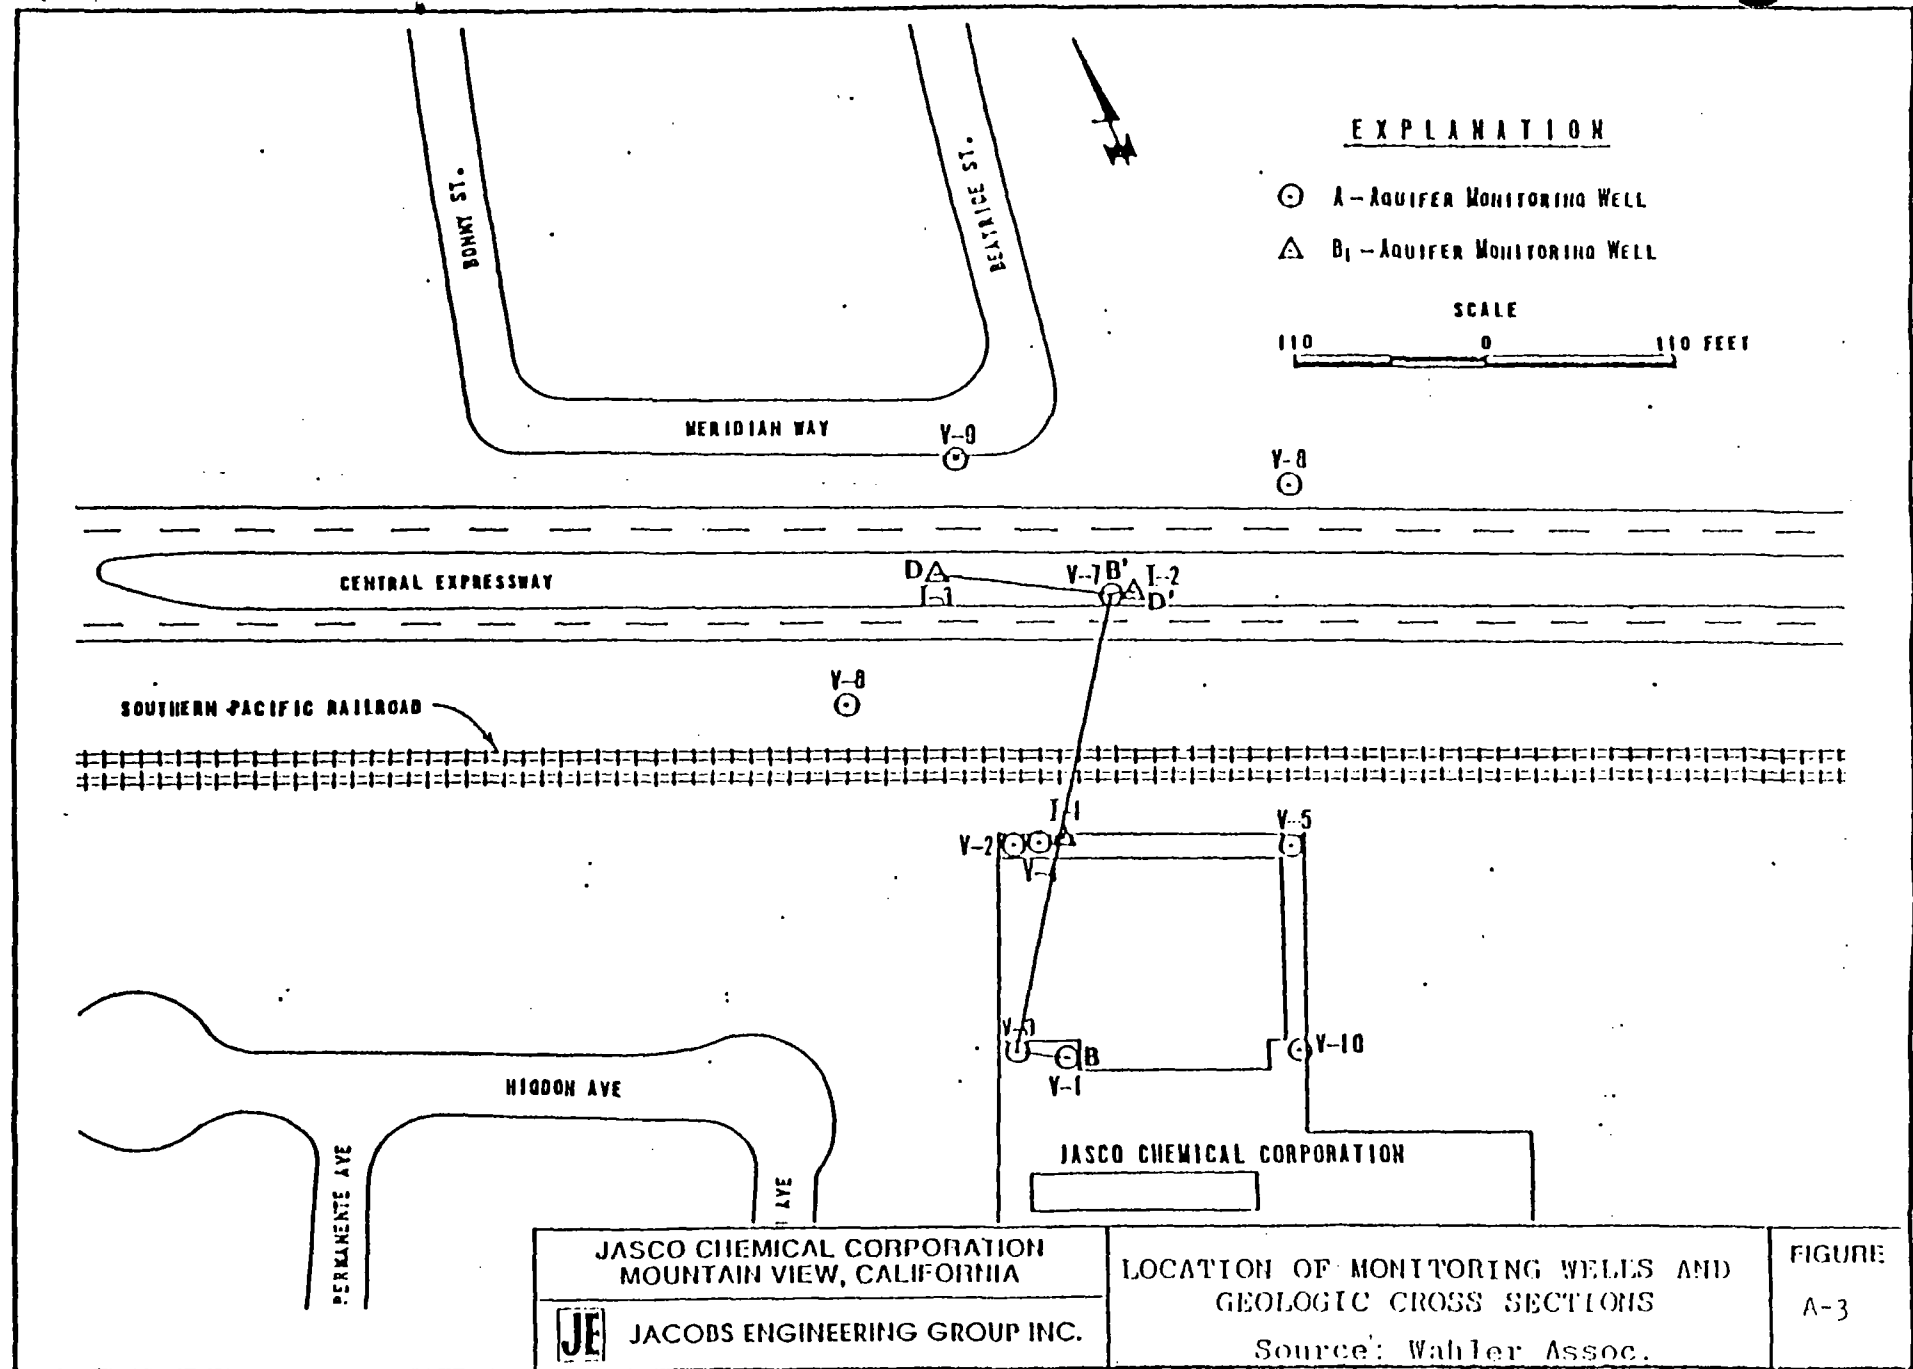 BONNY ST.
BEATRICE ST.
EXPLANATION
A-AQUIFER MONITORING WELL
B1-AQUIFER MONITORING WELL
SCALE
110 0 110 FEET
MERIDIAN WAY
V-9
V-8
CENTRAL EXPRESSWAY
D
I-3
V-7
B'
I-2
D'
V-8
SOUTHERN PACIFIC RAILROAD
I-1
V-2
V-5
V-1
B
V-10
HIGDON AVE
PERMANENTE AVE
AVE
JASCO CHEMICAL CORPORATION
JASCO CHEMICAL CORPORATION
MOUNTAIN VIEW, CALIFORNIA
JE
JACOBS ENGINEERING GROUP INC.
LOCATION OF MONITORING WELLS AND
GEOLOGIC CROSS SECTIONS
Source: Wahler Assoc.
FIGURE
A-3